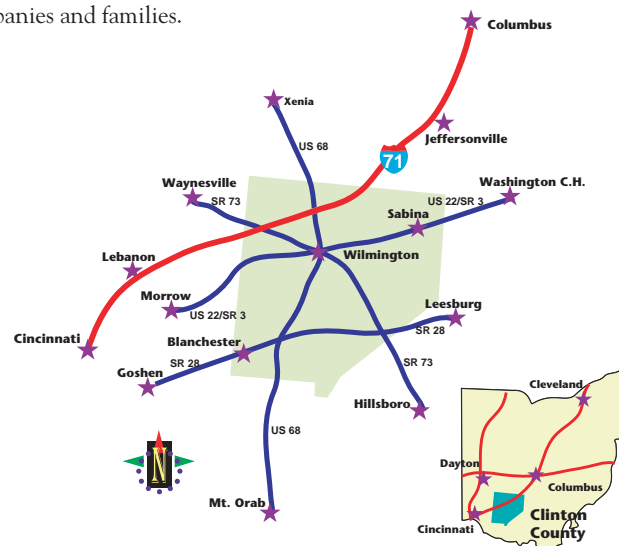 panies and families.
Columbus
Xenia
Jeffersonville
US 68
71
Waynesville
SR 73
Washington C.H.
US 22/SR 3
Sabina
Wilmington
Lebanon
Morrow
US 22/SR 3
Leesburg
SR 28
Cincinnati
Blanchester
SR 28
Goshen
SR 73
Hillsboro
US 68
N
Mt. Orab
Cleveland
Dayton
Columbus
Cincinnati
Clinton
County